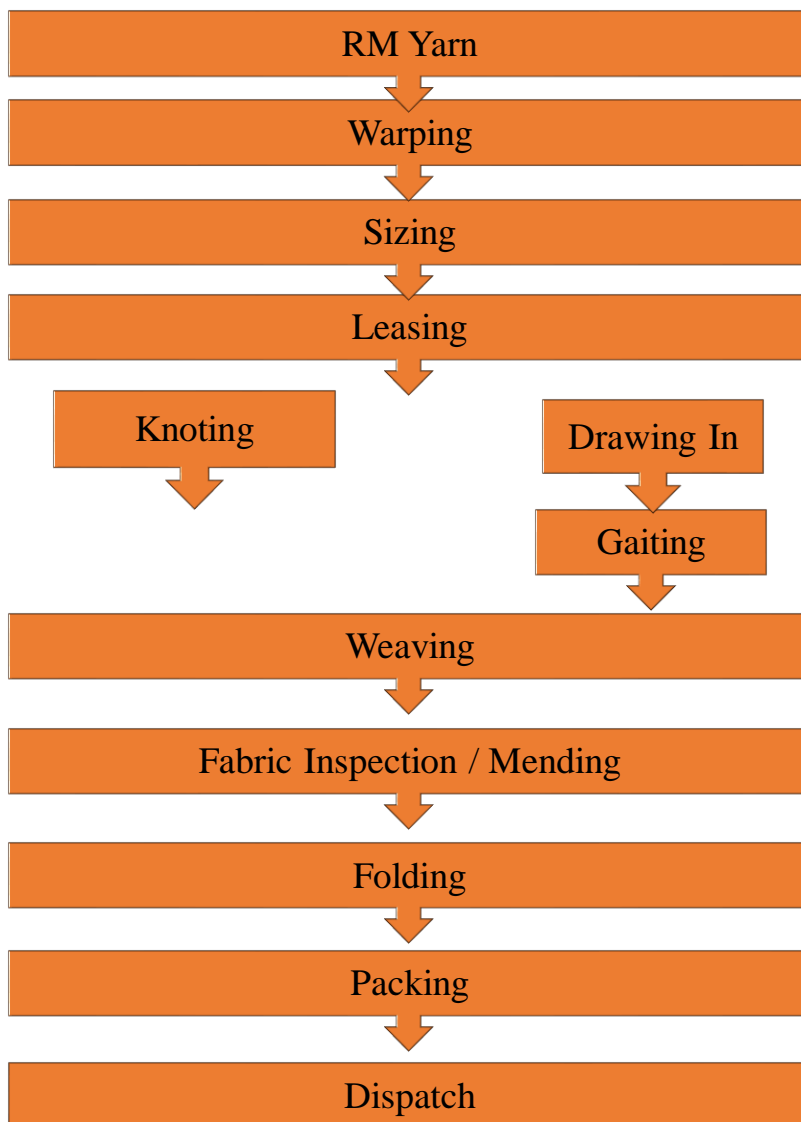 RM Yarn
Warping
Sizing
Leasing
Knoting
Drawing In
Gaiting
Weaving
Fabric Inspection / Mending
Folding
Packing
Dispatch